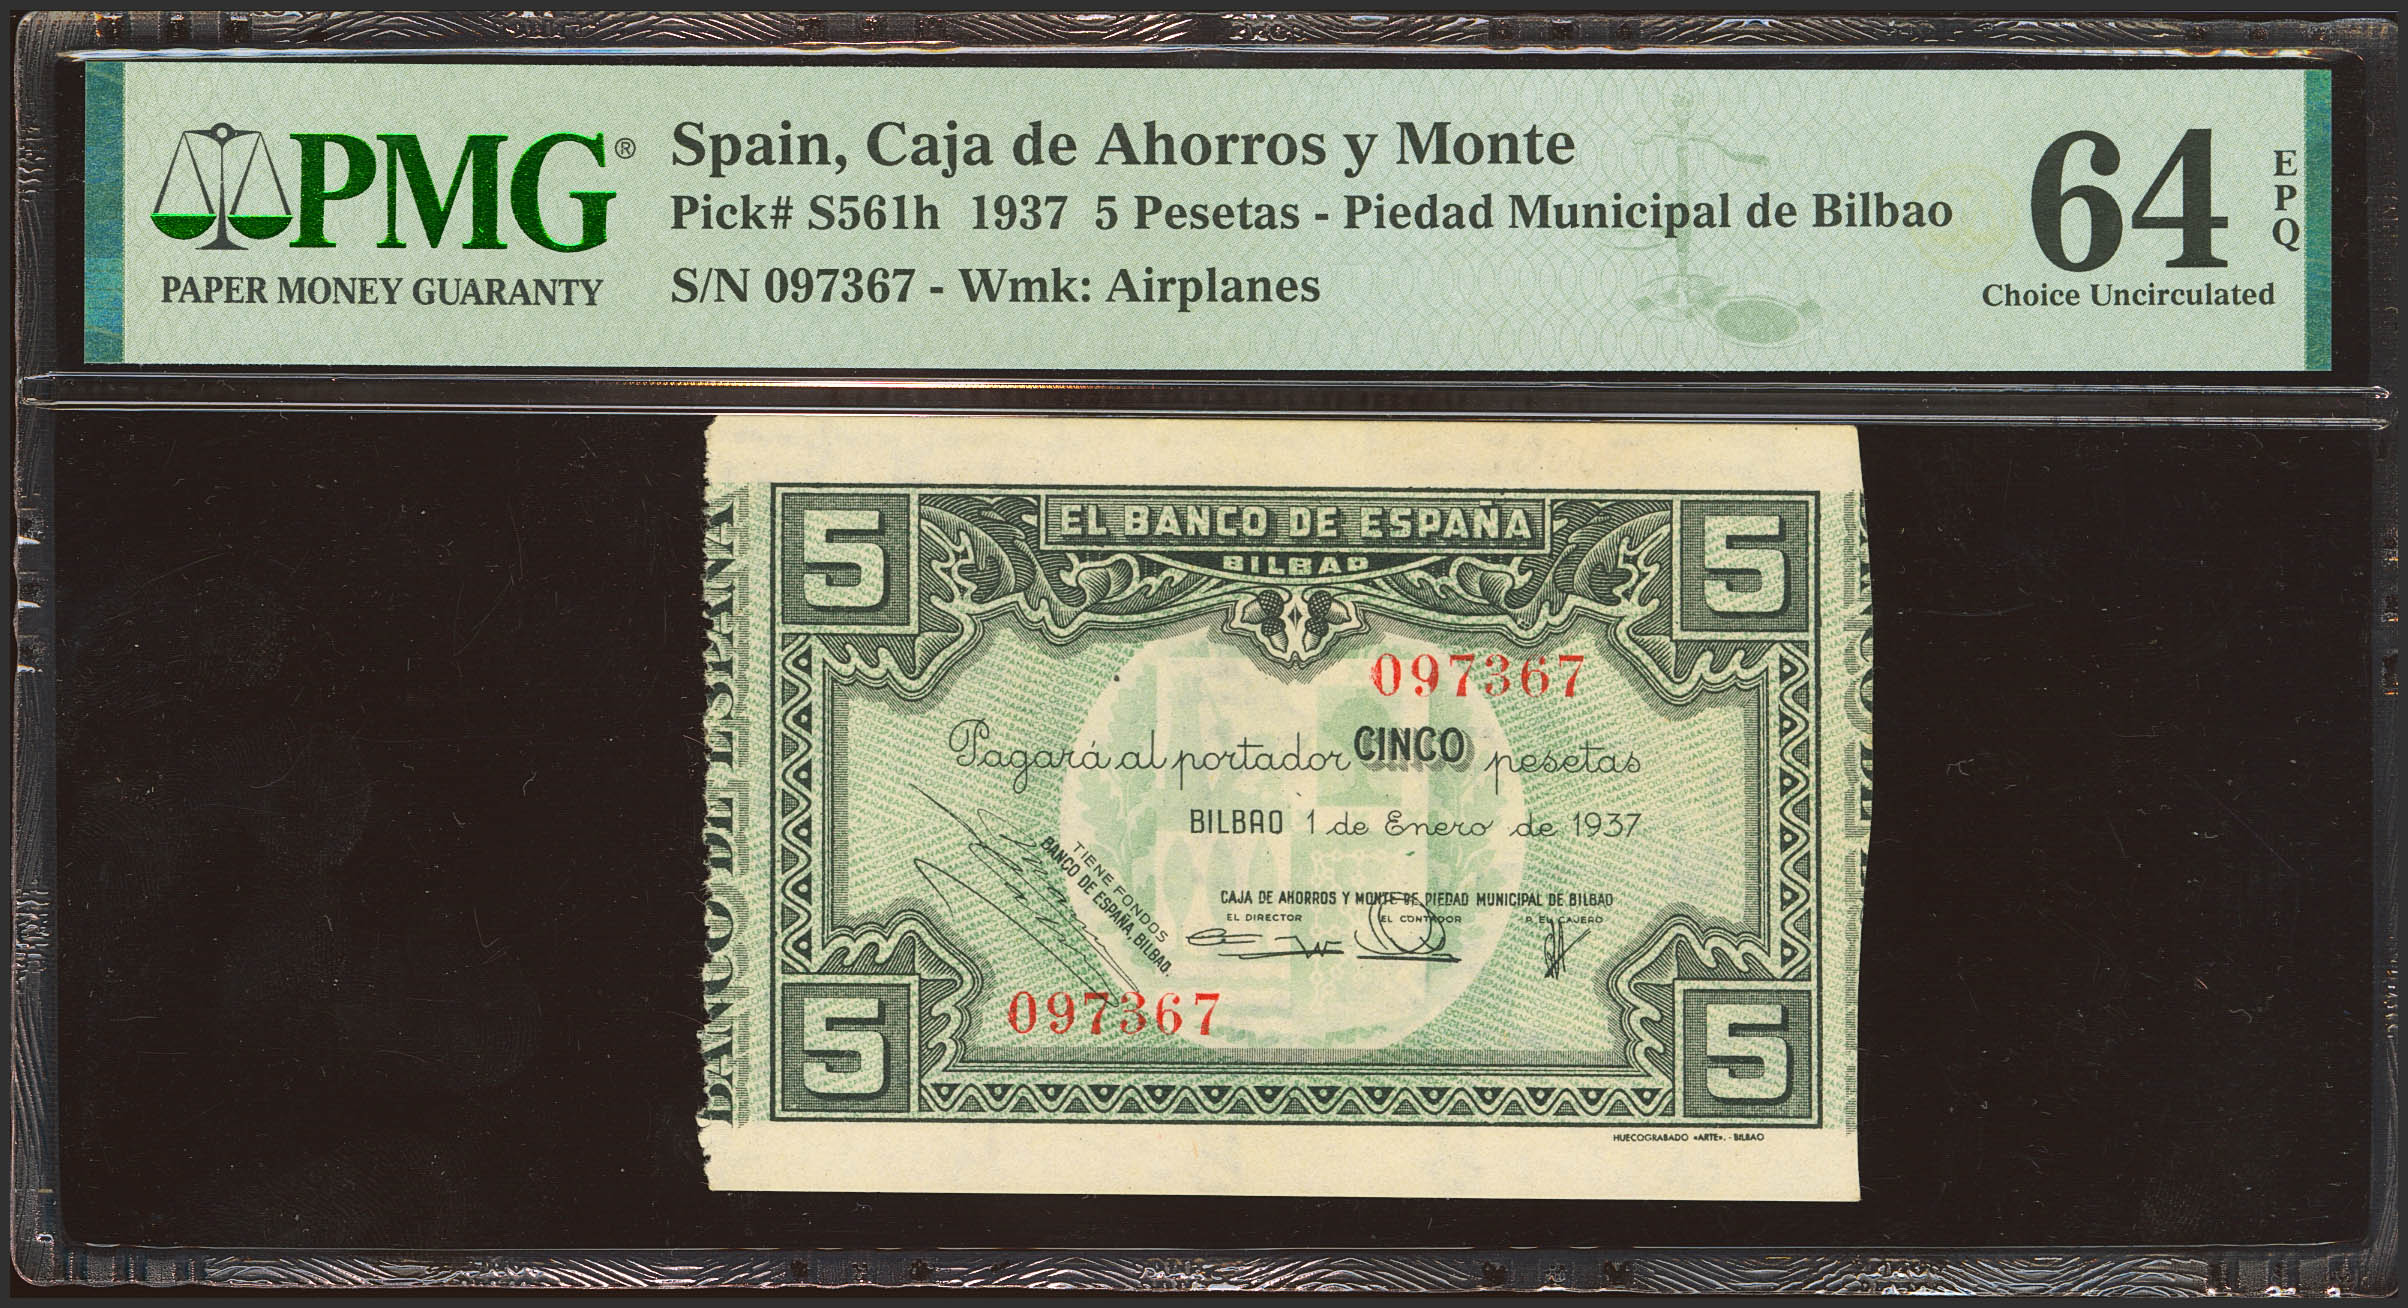 PMG®
PAPER MONEY GUARANTY
Spain, Caja de Ahorros y Monte
Pick# S561h 1937 5 Pesetas - Piedad Municipal de Bilbao
S/N 097367 - Wmk: Airplanes
64
EPQ
Choice Uncirculated
BANCO DE ESPAÑA
5
EL BANCO DE ESPAÑA
5
BILBAO
097367
Pagará al portador CINCO pesetas
BILBAO 1 de Enero de 1937
TIENE FONDOS
BANCO DE ESPAÑA, BILBAO.
CAJA DE AHORROS Y MONTE DE PIEDAD MUNICIPAL DE BILBAO
EL DIRECTOR EL CONTADOR P. EL CAJERO
097367
5
5
HUECOGRABADO «ARTE». - BILBAO